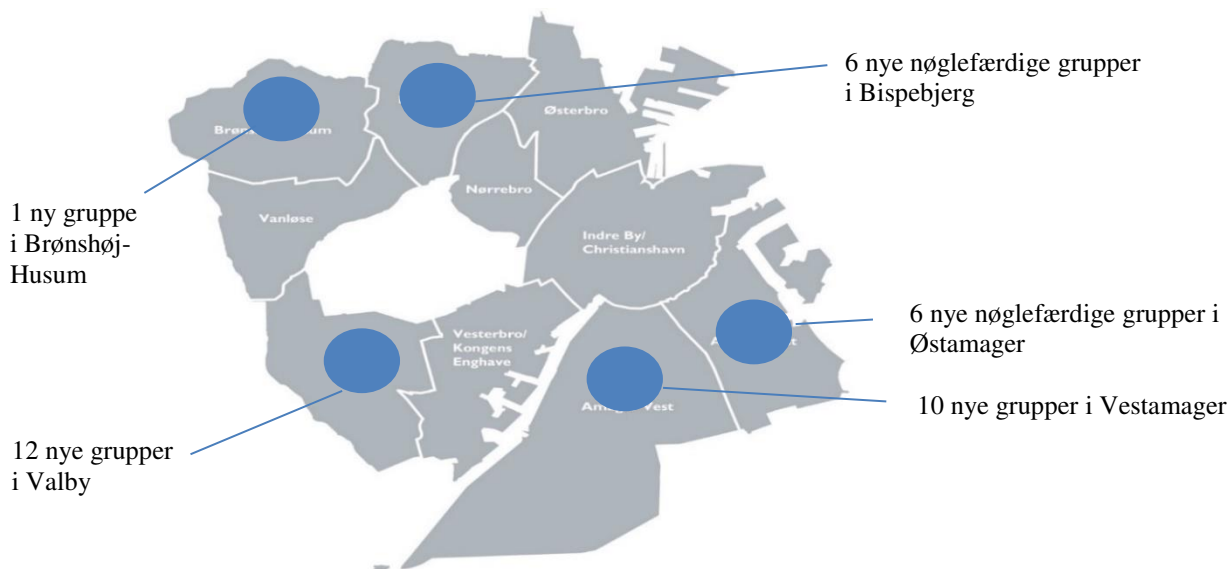 6 nye nøglefærdige grupper
i Bispebjerg
Østerbro
Nørrebro
1 ny gruppe
i Brønshøj-
Husum
Vanløse
Indre By/
Christianshavn
6 nye nøglefærdige grupper i
Østamager
Vesterbro/
Kongens
Enghave
10 nye grupper i Vestamager
12 nye grupper
i Valby